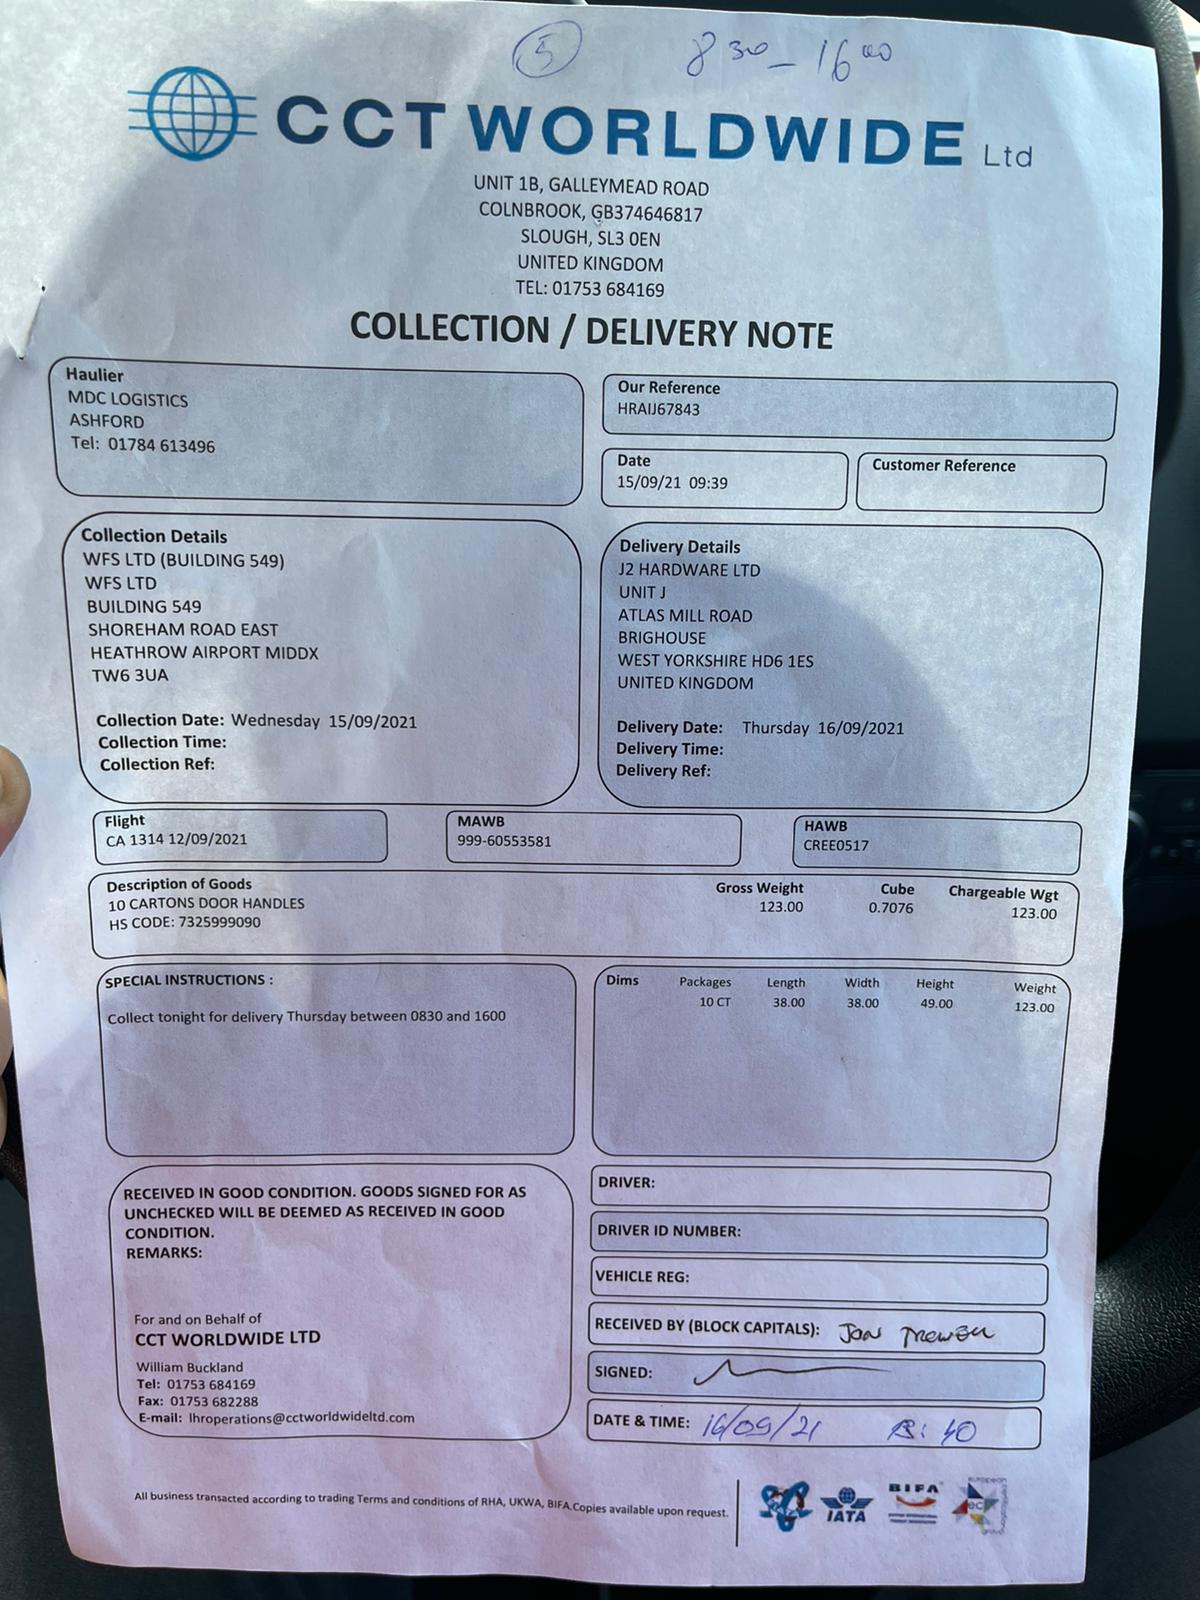 5 8 30 - 16 00
CCT WORLDWIDE Ltd
UNIT 1B, GALLEYMEAD ROAD
COLNBROOK, GB374646817
SLOUGH, SL3 0EN
UNITED KINGDOM
TEL: 01753 684169
COLLECTION / DELIVERY NOTE
Haulier
MDC LOGISTICS
ASHFORD
Tel: 01784 613496
Our Reference
HRAIJ67843
Date
15/09/21 09:39
Customer Reference
Collection Details
WFS LTD (BUILDING 549)
WFS LTD
BUILDING 549
SHOREHAM ROAD EAST
HEATHROW AIRPORT MIDDX
TW6 3UA
Collection Date: Wednesday 15/09/2021
Collection Time:
Collection Ref:
Delivery Details
J2 HARDWARE LTD
UNIT J
ATLAS MILL ROAD
BRIGHOUSE
WEST YORKSHIRE HD6 1ES
UNITED KINGDOM
Delivery Date: Thursday 16/09/2021
Delivery Time:
Delivery Ref:
Flight
CA 1314 12/09/2021
MAWB
999-60553581
HAWB
CREE0517
Description of Goods Gross Weight Cube Chargeable Wgt
10 CARTONS DOOR HANDLES 123.00 0.7076 123.00
HS CODE: 7325999090
SPECIAL INSTRUCTIONS :
Collect tonight for delivery Thursday between 0830 and 1600
Dims Packages Length Width Height Weight
10 CT 38.00 38.00 49.00 123.00
RECEIVED IN GOOD CONDITION. GOODS SIGNED FOR AS
UNCHECKED WILL BE DEEMED AS RECEIVED IN GOOD
CONDITION.
REMARKS:
For and on Behalf of
CCT WORLDWIDE LTD
William Buckland
Tel: 01753 684169
Fax: 01753 682288
E-mail: lhroperations@cctworldwideltd.com
DRIVER:
DRIVER ID NUMBER:
VEHICLE REG:
RECEIVED BY (BLOCK CAPITALS): Jon
SIGNED:
DATE & TIME: 16/09/21
All business transacted according to trading Terms and conditions of RHA, UKWA, BIFA.Copies available upon request.
IATA
BIFA